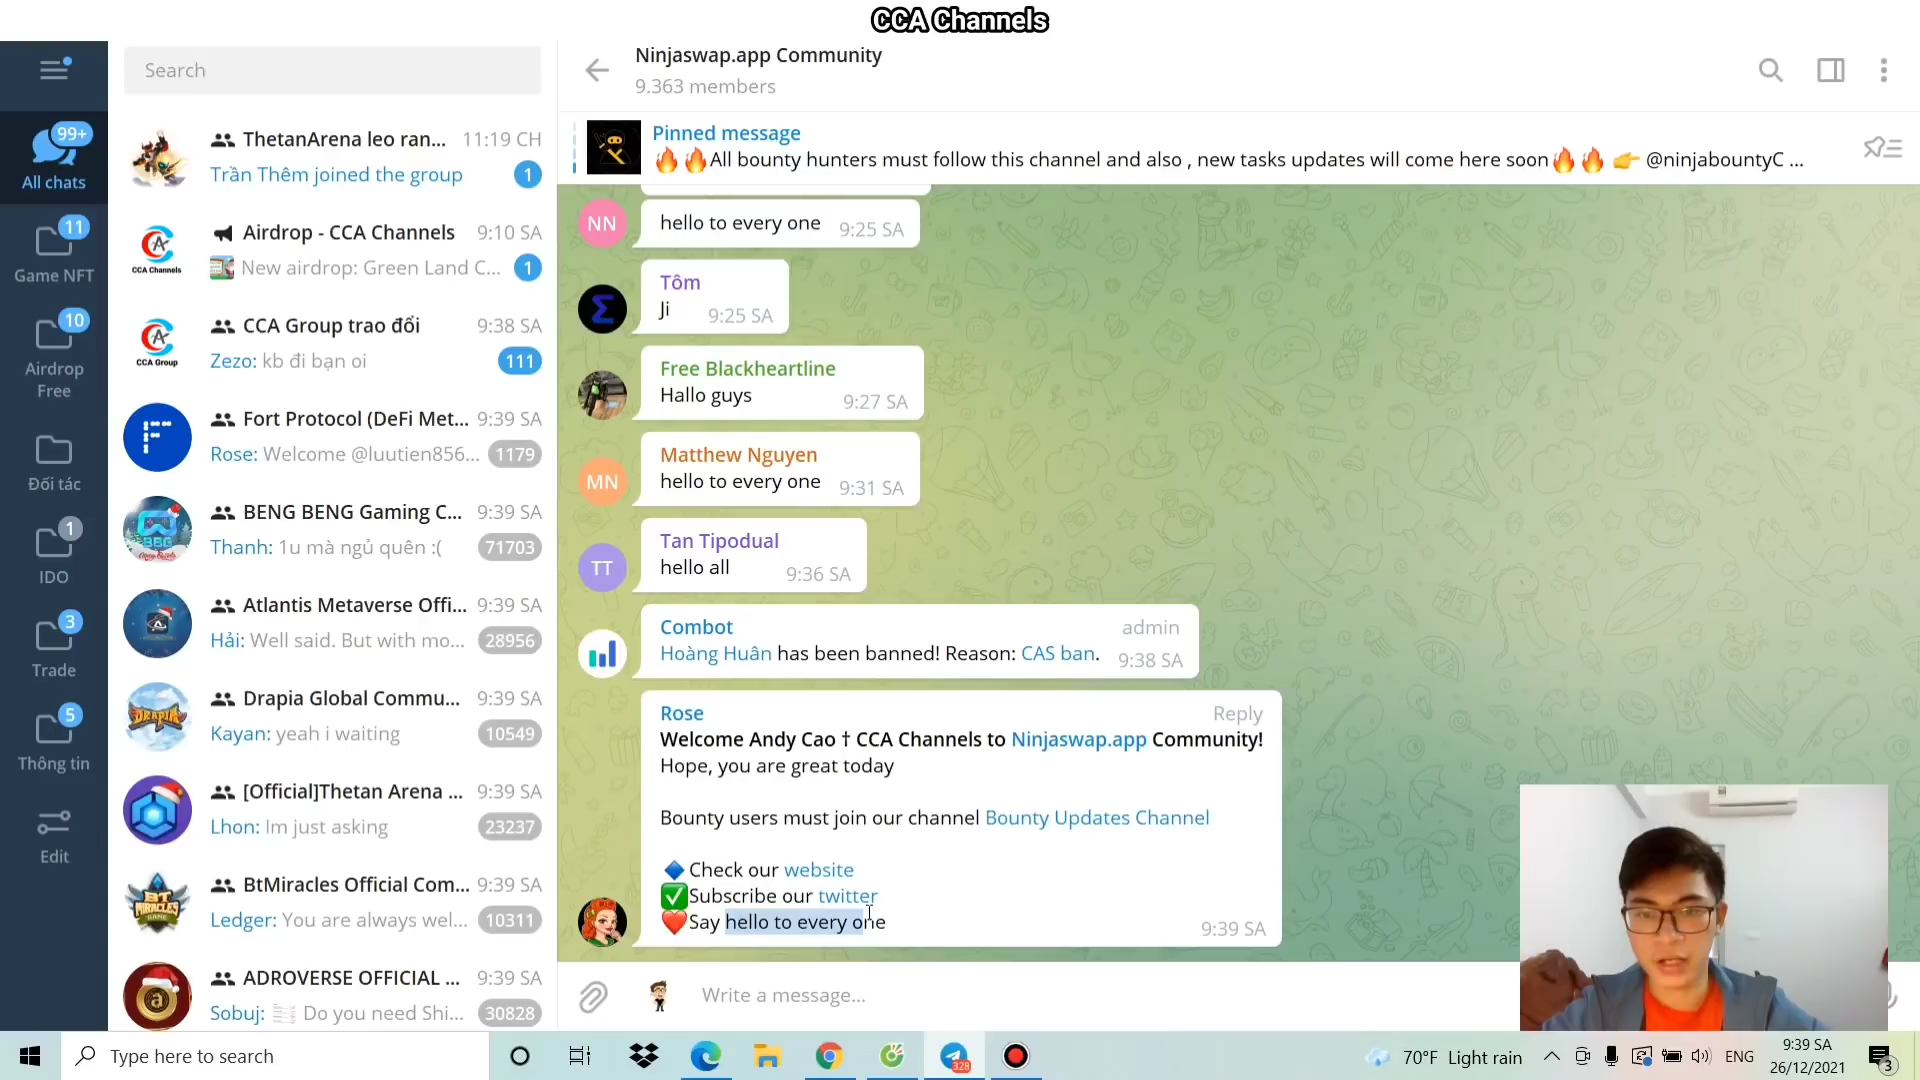 CCA Channels
Search
99+
All chats
11
Game NFT
10
Airdrop
Free
Đối tác
1
IDO
3
Trade
5
Thông tin
Edit
ThetanArena leo ran... 11:19 CH
Trần Thêm joined the group 1
CCA Channels
Airdrop - CCA Channels 9:10 SA
New airdrop: Green Land C... 1
CCA Group
CCA Group trao đổi 9:38 SA
Zezo: kb đi bạn oi 111
F
Fort Protocol (DeFi Met... 9:39 SA
Rose: Welcome @luutien856... 1179
BBG
BENG BENG Gaming C... 9:39 SA
Thanh: 1u mà ngủ quên :( 71703
Atlantis Metaverse Offi... 9:39 SA
Hải: Well said. But with mo... 28956
DRAPIA
Drapia Global Commu... 9:39 SA
Kayan: yeah i waiting 10549
[Official]Thetan Arena ... 9:39 SA
Lhon: Im just asking 23237
BT MIRACLES
BtMiracles Official Com... 9:39 SA
Ledger: You are always wel... 10311
a
ADROVERSE OFFICIAL ... 9:39 SA
Sobuj: Do you need Shi... 30828
Ninjaswap.app Community
9.363 members
Pinned message
🔥🔥All bounty hunters must follow this channel and also , new tasks updates will come here soon🔥🔥 👉 @ninjabountyC ...
NN
hello to every one 9:25 SA
Σ
Tôm
Ji 9:25 SA
Free Blackheartline
Hallo guys 9:27 SA
MN
Matthew Nguyen
hello to every one 9:31 SA
TT
Tan Tipodual
hello all 9:36 SA
Combot admin
Hoàng Huân has been banned! Reason: CAS ban. 9:38 SA
Rose Reply
Welcome Andy Cao † CCA Channels to Ninjaswap.app Community!
Hope, you are great today
Bounty users must join our channel Bounty Updates Channel
🔷Check our website
✅Subscribe our twitter
❤️Say hello to every one 9:39 SA
Write a message...
Type here to search
328
70°F Light rain
ENG
9:39 SA
26/12/2021
3